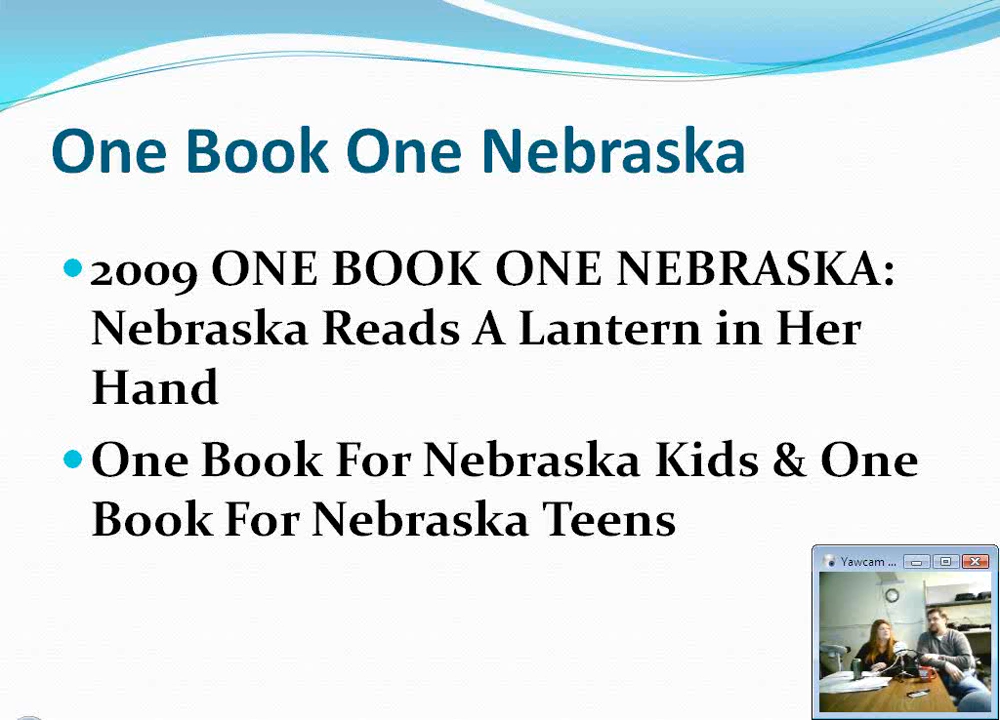 One Book One Nebraska
2009 ONE BOOK ONE NEBRASKA:
Nebraska Reads A Lantern in Her
Hand
One Book For Nebraska Kids & One
Book For Nebraska Teens
Yawcam ...